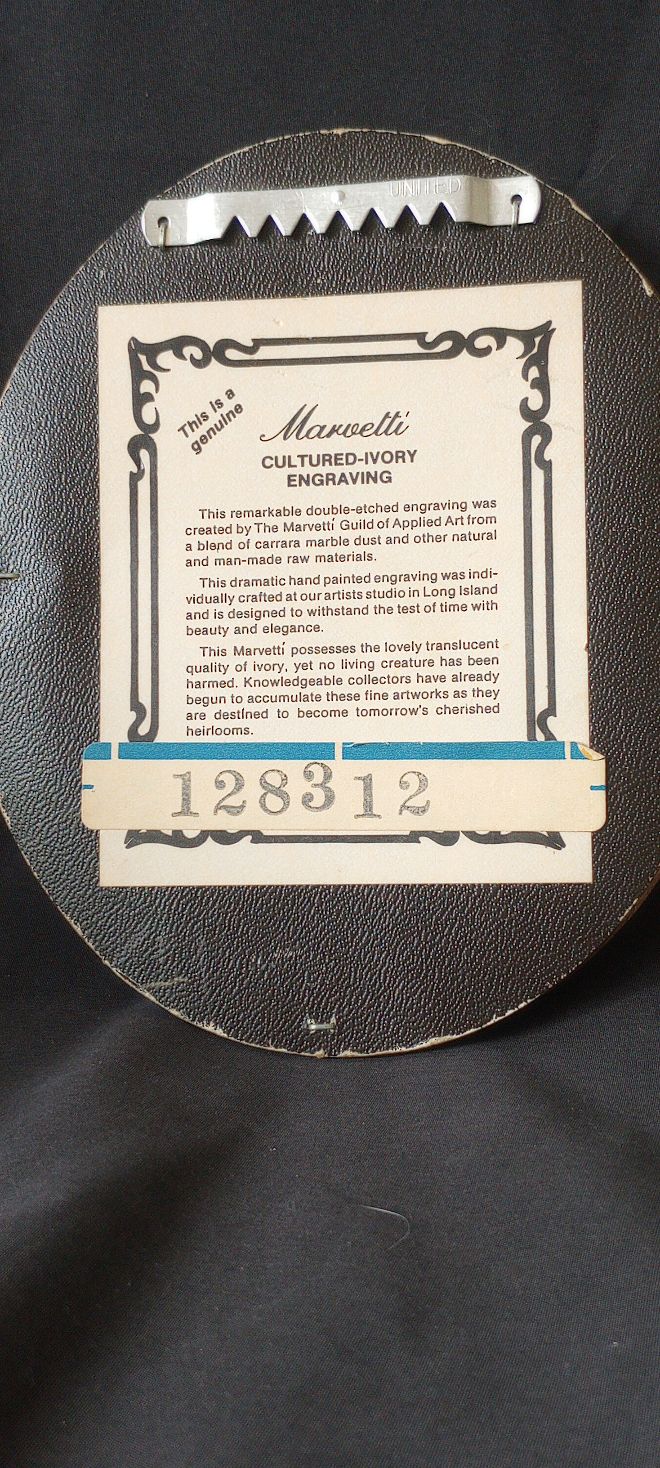 UNITED
This is a
genuine
Marvettí
CULTURED-IVORY
ENGRAVING
This remarkable double-etched engraving was
created by The Marvettí Guild of Applied Art from
a blend of carrara marble dust and other natural
and man-made raw materials.
This dramatic hand painted engraving was indi-
vidually crafted at our artists studio in Long Island
and is designed to withstand the test of time with
beauty and elegance.
This Marvettí possesses the lovely translucent
quality of ivory, yet no living creature has been
harmed. Knowledgeable collectors have already
begun to accumulate these fine artworks as they
are destined to become tomorrow's cherished
heirlooms.
128312